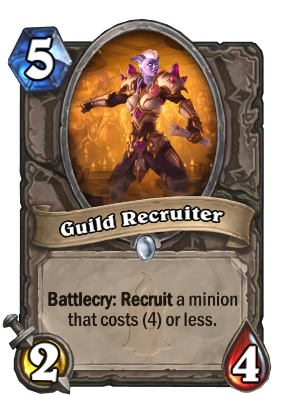 5
Guild Recruiter
Battlecry: Recruit a minion
that costs (4) or less.
2
4